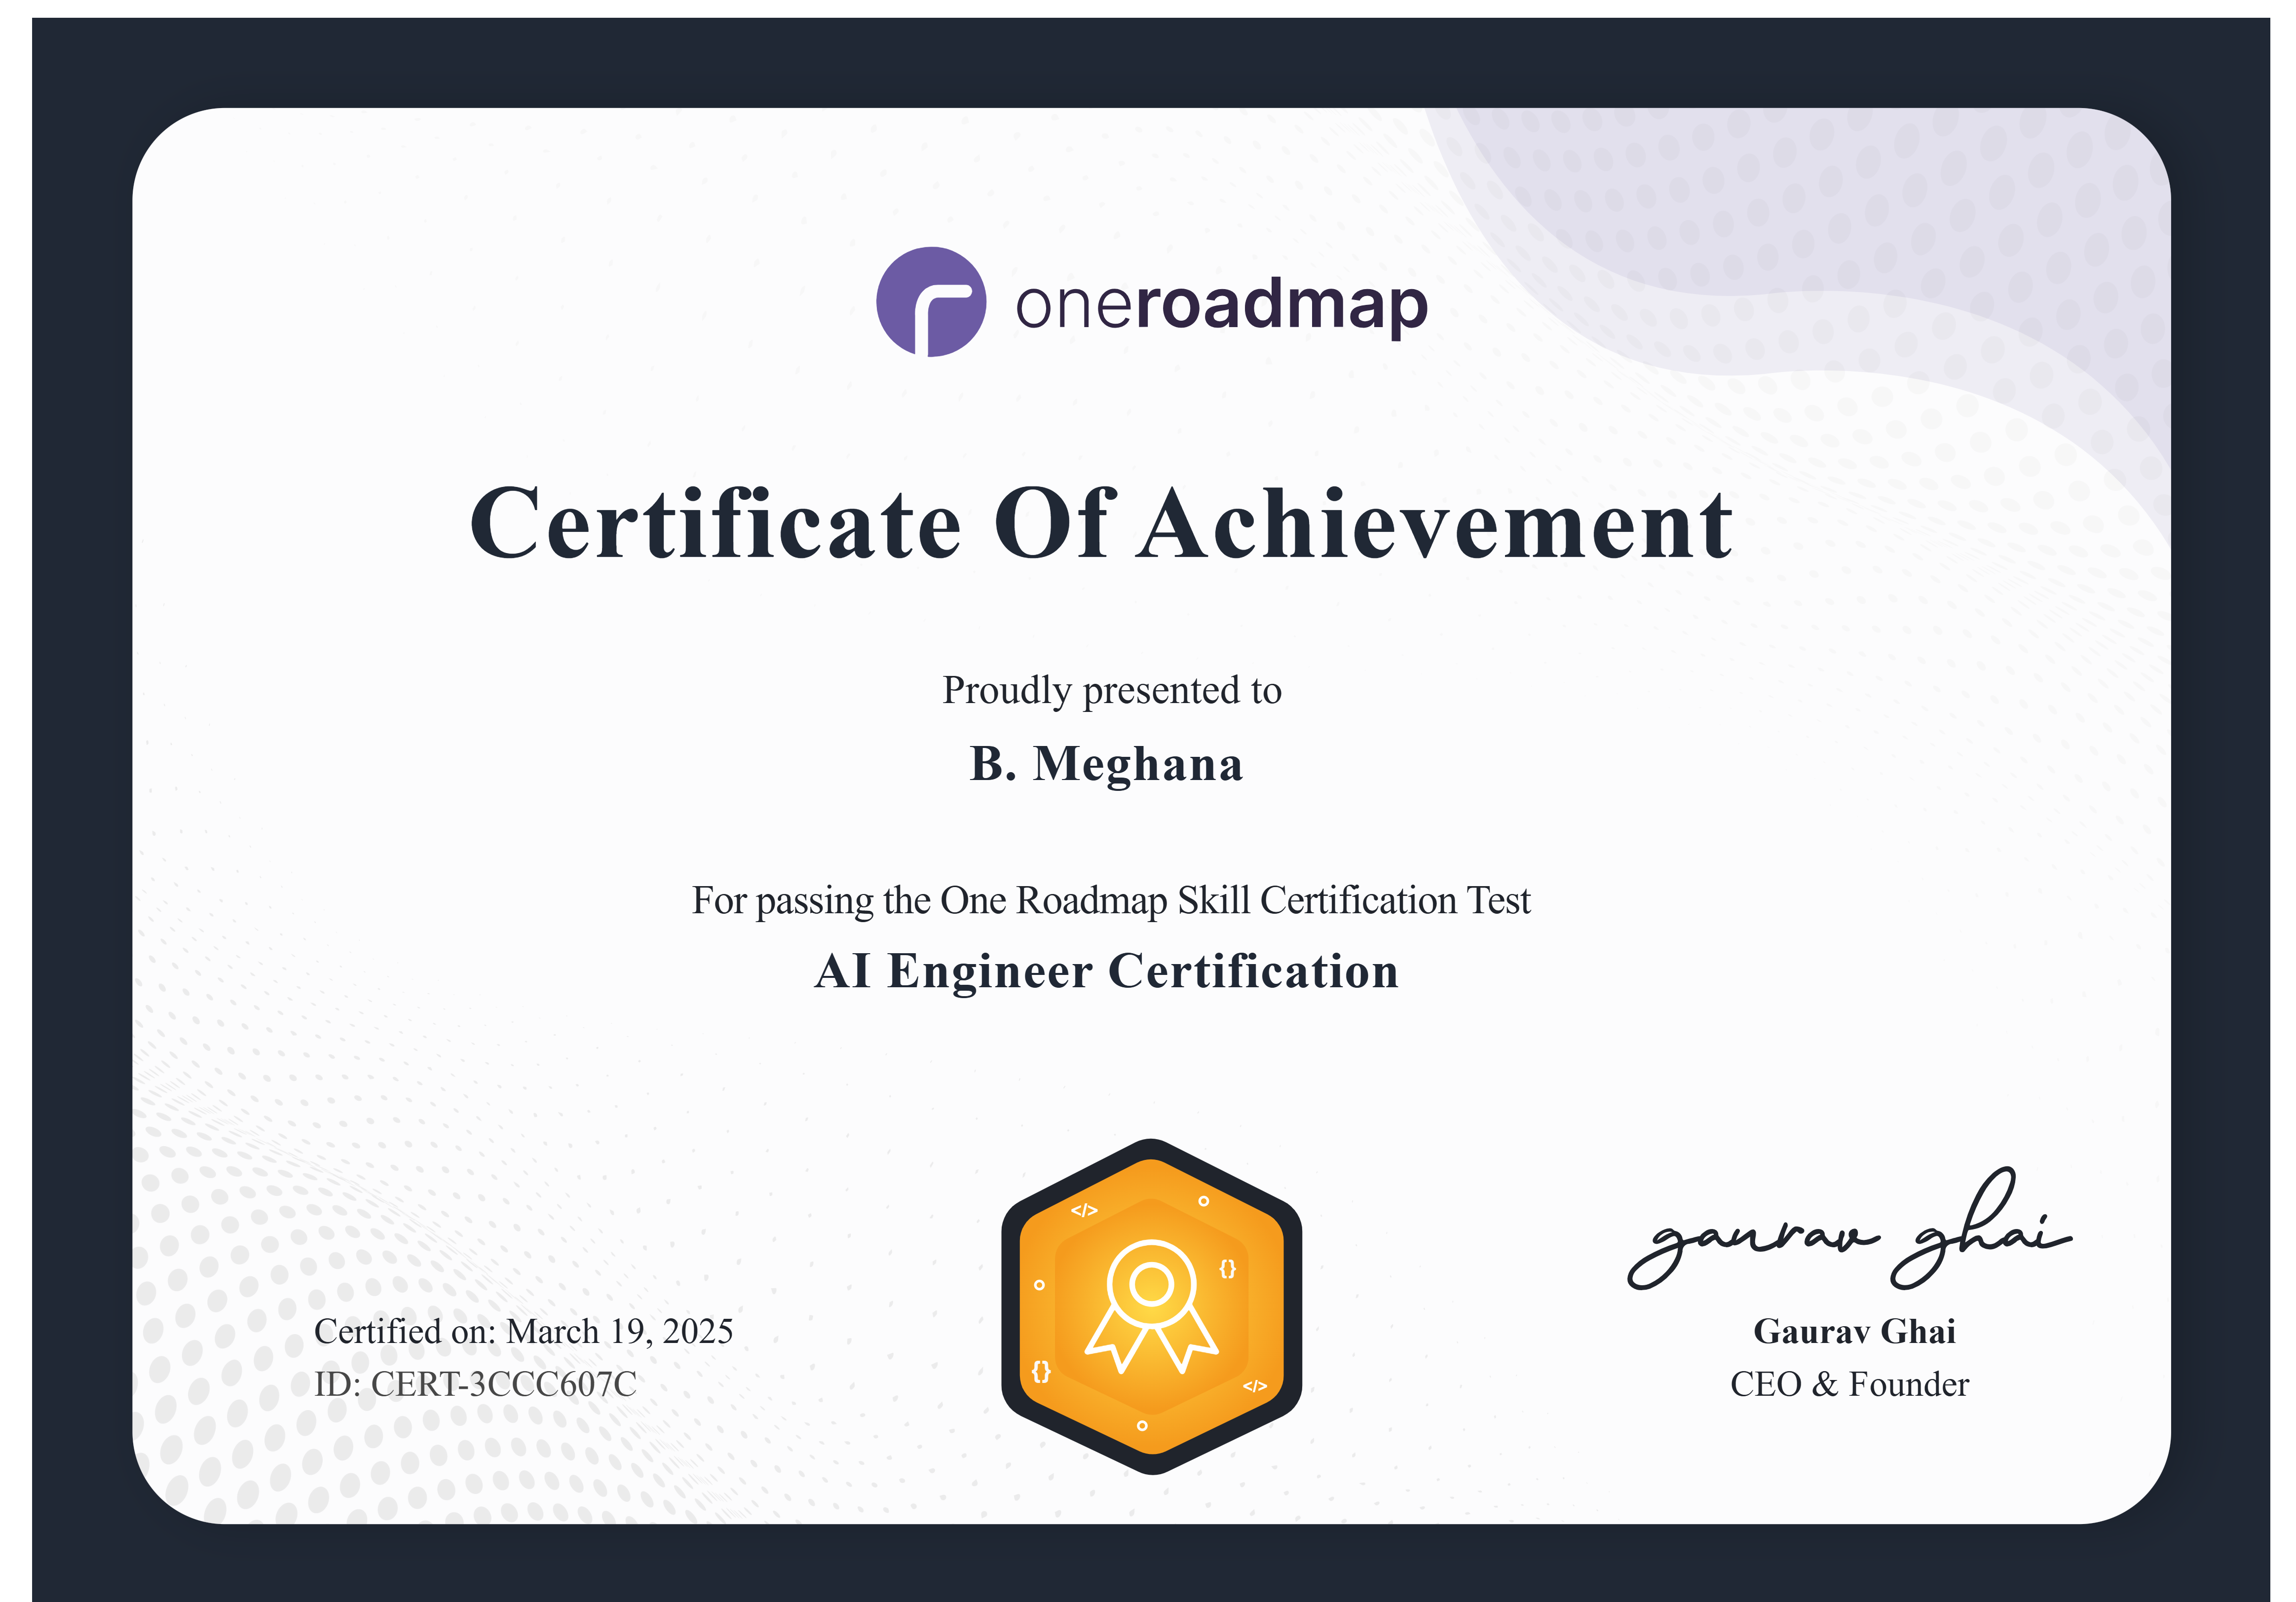 oneroadmap
Certificate Of Achievement
Proudly presented to
B. Meghana
For passing the One Roadmap Skill Certification Test
AI Engineer Certification
</>
{}
{}
</>
gaurav ghai
Certified on: March 19, 2025
Gaurav Ghai
ID: CERT-3CCC607C
CEO & Founder